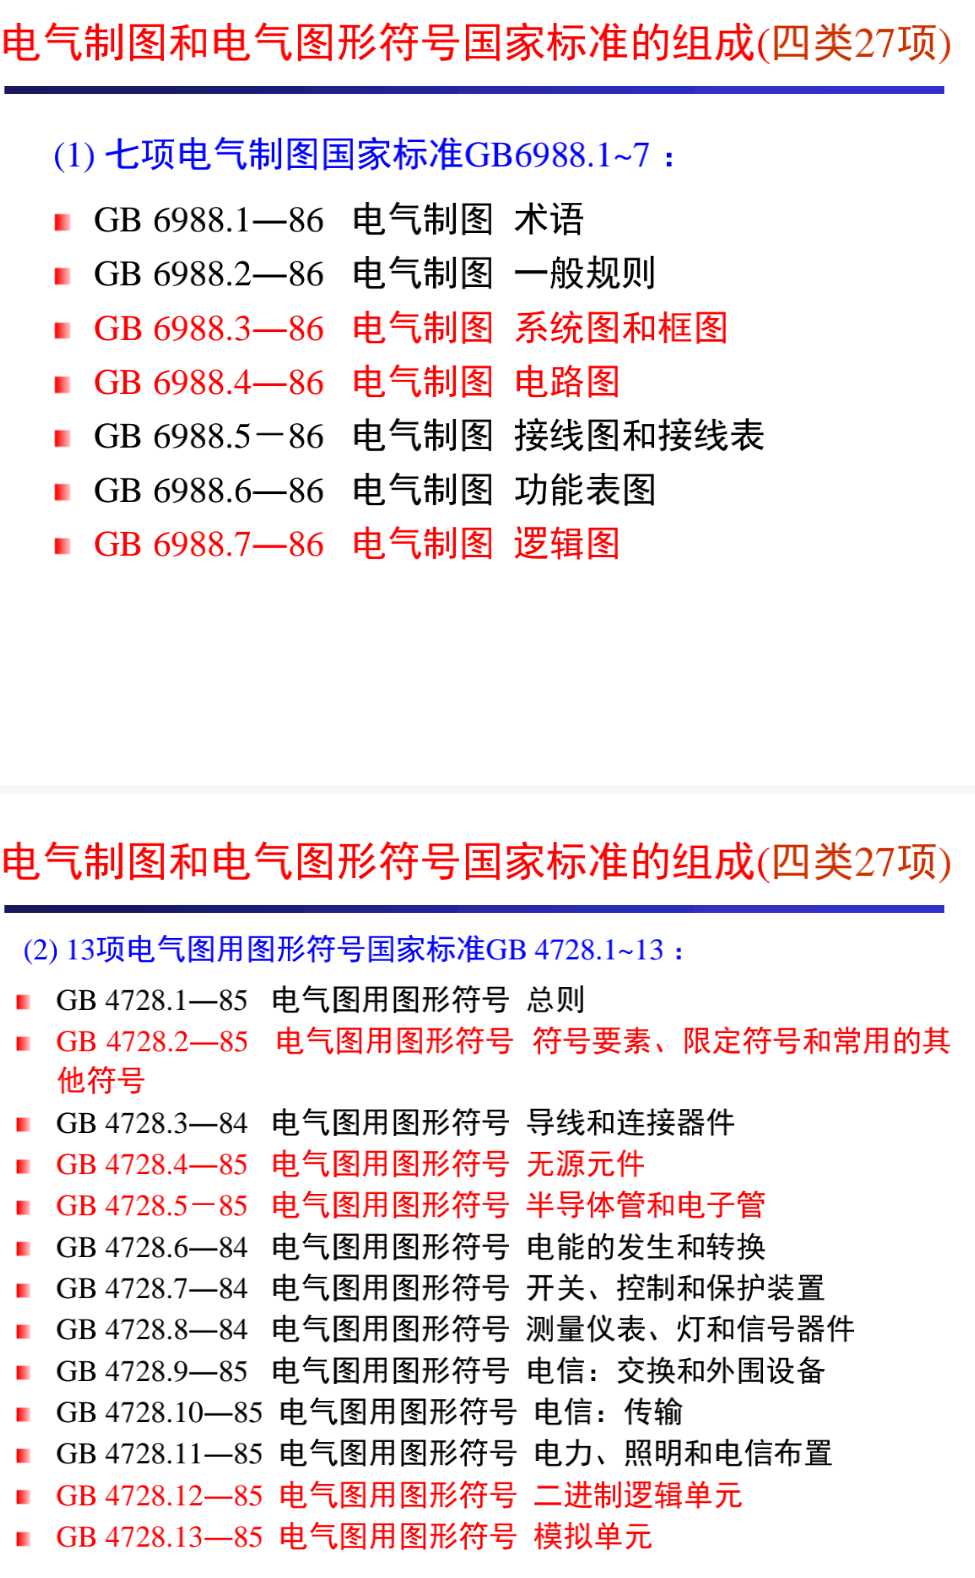 电气制图和电气图形符号国家标准的组成(四类27项)
(1) 七项电气制图国家标准GB6988.1~7：
GB 6988.1—86 电气制图 术语
GB 6988.2—86 电气制图 一般规则
GB 6988.3—86 电气制图 系统图和框图
GB 6988.4—86 电气制图 电路图
GB 6988.5－86 电气制图 接线图和接线表
GB 6988.6—86 电气制图 功能表图
GB 6988.7—86 电气制图 逻辑图
电气制图和电气图形符号国家标准的组成(四类27项)
(2) 13项电气图用图形符号国家标准GB 4728.1~13：
GB 4728.1—85 电气图用图形符号 总则
GB 4728.2—85 电气图用图形符号 符号要素、限定符号和常用的其
他符号
GB 4728.3—84 电气图用图形符号 导线和连接器件
GB 4728.4—85 电气图用图形符号 无源元件
GB 4728.5－85 电气图用图形符号 半导体管和电子管
GB 4728.6—84 电气图用图形符号 电能的发生和转换
GB 4728.7—84 电气图用图形符号 开关、控制和保护装置
GB 4728.8—84 电气图用图形符号 测量仪表、灯和信号器件
GB 4728.9—85 电气图用图形符号 电信：交换和外围设备
GB 4728.10—85 电气图用图形符号 电信：传输
GB 4728.11—85 电气图用图形符号 电力、照明和电信布置
GB 4728.12—85 电气图用图形符号 二进制逻辑单元
GB 4728.13—85 电气图用图形符号 模拟单元